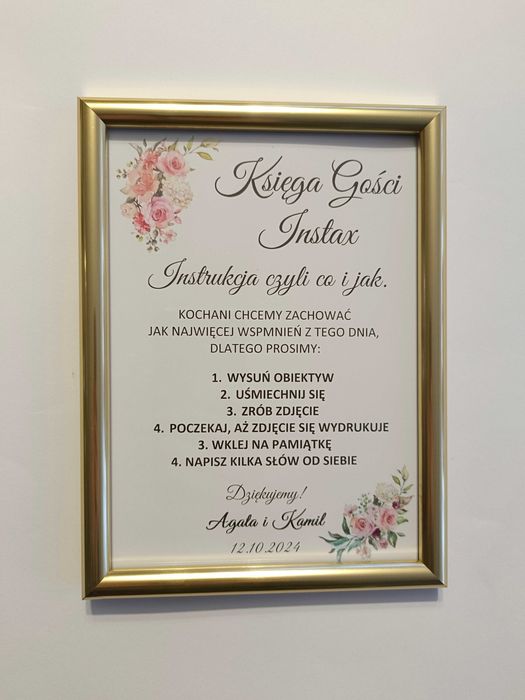 Księga Gości
Instax
Instrukcja czyli co i jak.
KOCHANI CHCEMY ZACHOWAĆ
JAK NAJWIĘCEJ WSPMNIEŃ Z TEGO DNIA,
DLATEGO PROSIMY:
1. WYSUŃ OBIEKTYW
2. UŚMIECHNIJ SIĘ
3. ZRÓB ZDJĘCIE
4. POCZEKAJ, AŻ ZDJĘCIE SIĘ WYDRUKUJE
3. WKLEJ NA PAMIĄTKĘ
4. NAPISZ KILKA SŁÓW OD SIEBIE
Dziękujemy!
Agata i Kamil
12.10.2024